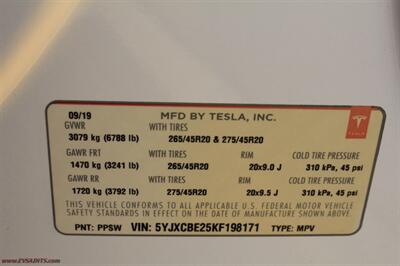 09/19 MFD BY TESLA, INC.
GVWR WITH TIRES
3079 kg (6788 lb) 265/45R20 & 275/45R20
GAWR FRT WITH TIRES RIM COLD TIRE PRESSURE
1470 kg (3241 lb) 265/45R20 20x9.0 J 310 kPa, 45 psi
GAWR RR WITH TIRES RIM COLD TIRE PRESSURE
1720 kg (3792 lb) 275/45R20 20x9.5 J 310 kPa, 45 psi
THIS VEHICLE CONFORMS TO ALL APPLICABLE U.S. FEDERAL MOTOR VEHICLE
SAFETY STANDARDS IN EFFECT ON THE DATE OF MANUFACTURE SHOWN ABOVE.
PNT: PPSW VIN: 5YJXCBE25KF198171 TYPE: MPV
WWW.EVSADITS.COM